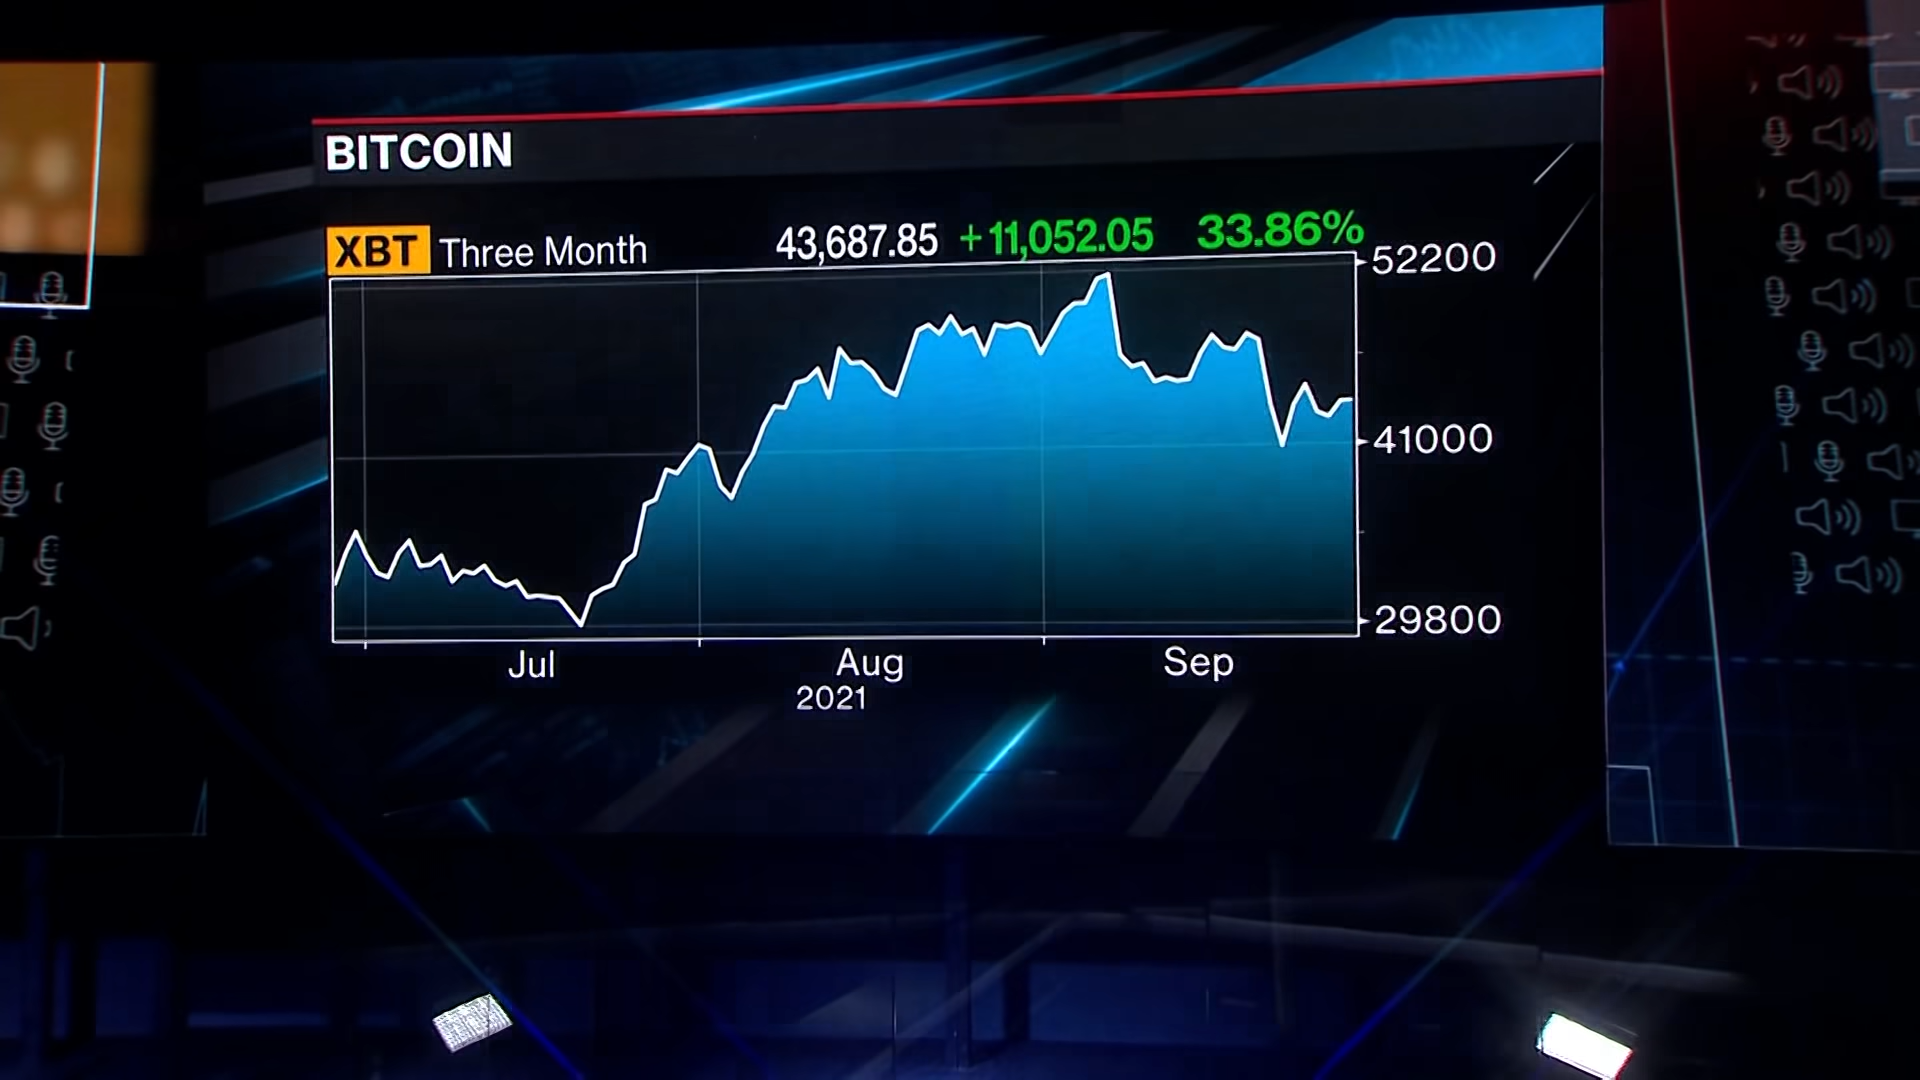 BITCOIN
XBT Three Month 43,687.85 +11,052.05 33.86%
52200
41000
29800
Jul Aug Sep
2021